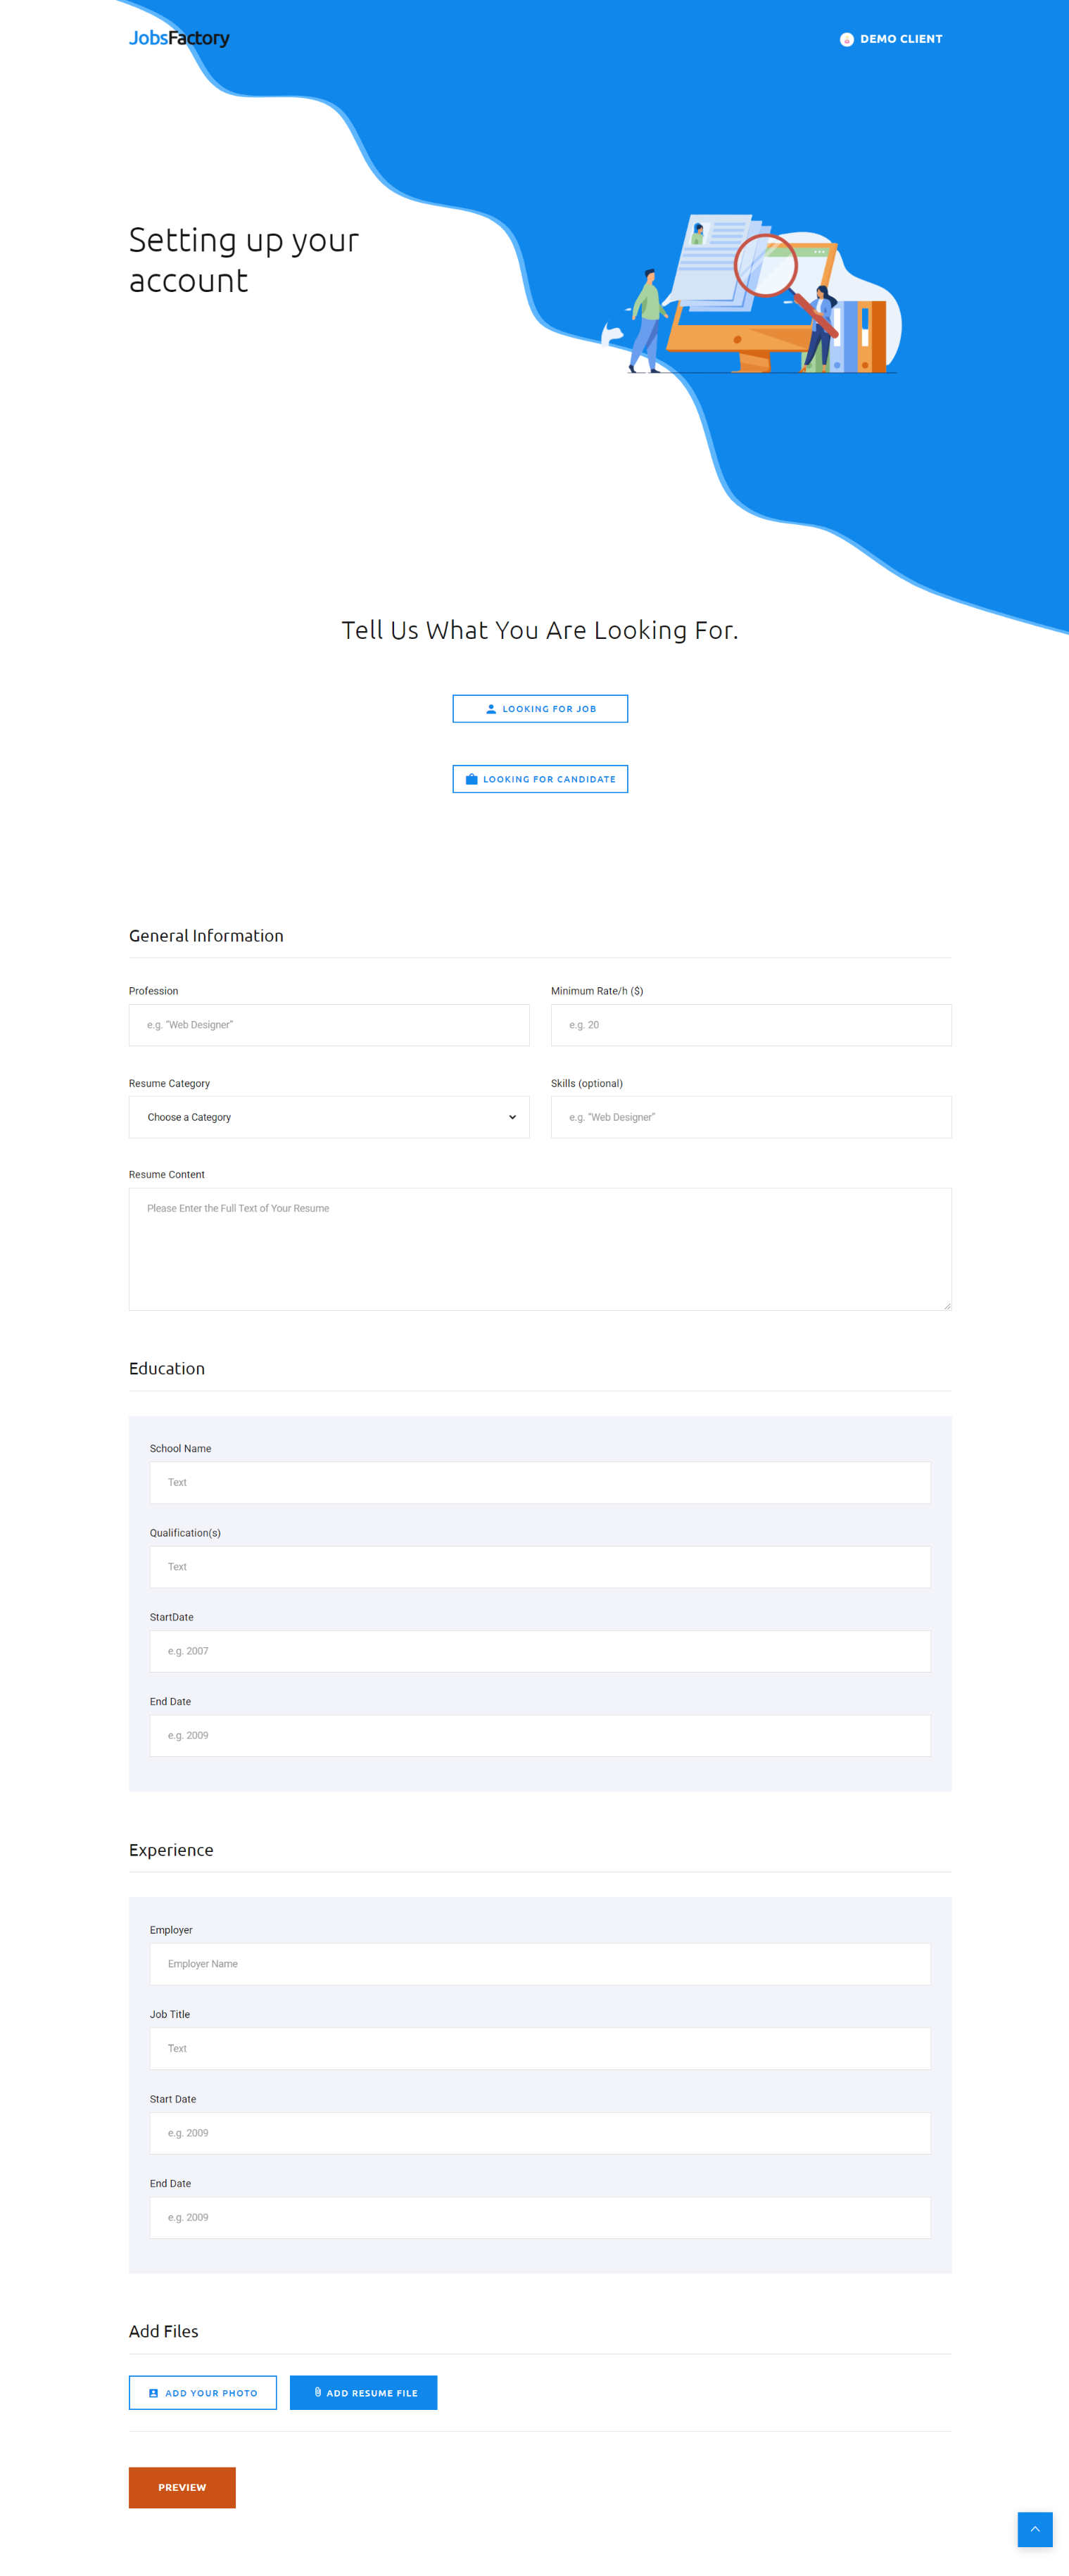 JobsFactory
DEMO CLIENT
Setting up your
account
Tell Us What You Are Looking For.
LOOKING FOR JOB
LOOKING FOR CANDIDATE
General Information
Profession
Minimum Rate/h ($)
e.g. “Web Designer”
e.g. 20
Resume Category
Skills (optional)
Choose a Category
e.g. “Web Designer”
Resume Content
Please Enter the Full Text of Your Resume
Education
School Name
Text
Qualification(s)
Text
StartDate
e.g. 2007
End Date
e.g. 2009
Experience
Employer
Employer Name
Job Title
Text
Start Date
e.g. 2009
End Date
e.g. 2009
Add Files
ADD YOUR PHOTO
ADD RESUME FILE
PREVIEW